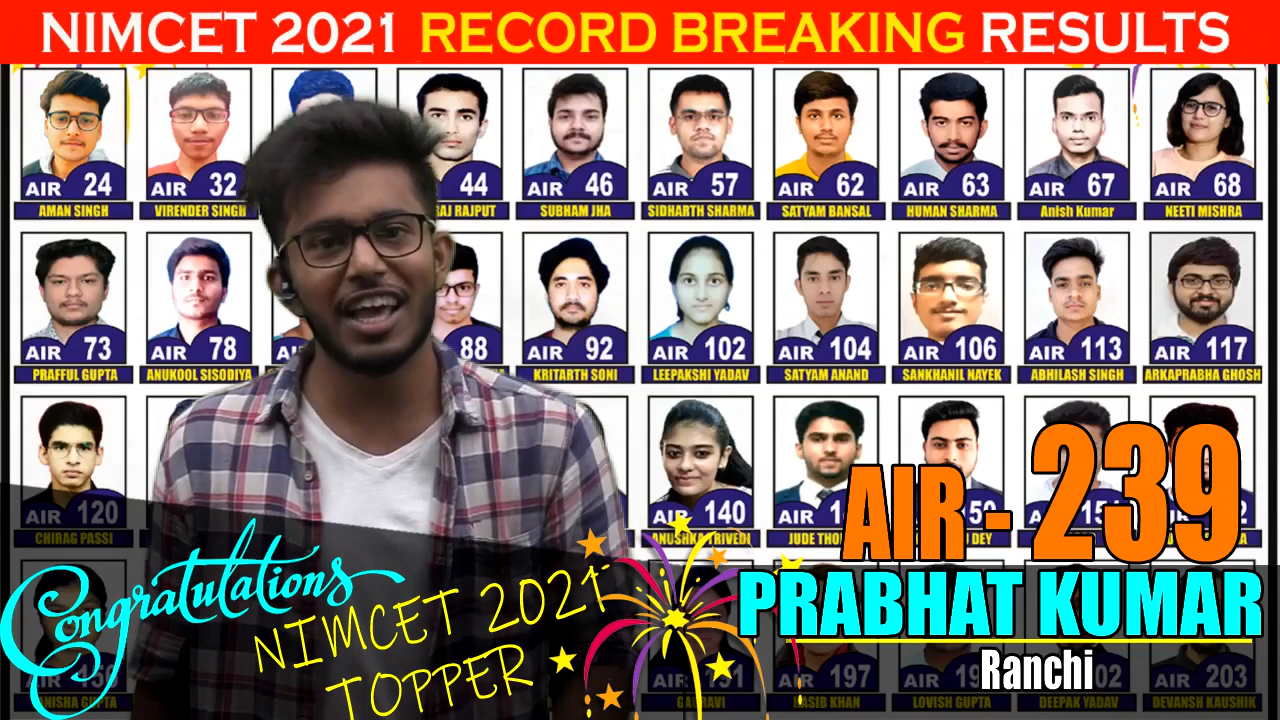 NIMCET 2021 RECORD BREAKING RESULTS
AIR 24
AIR 32
44
AIR 46
AIR 57
AIR 62
AIR 63
AIR 67
AIR 68
AMAN SINGH
VIRENDER SINGH
RAJPUT
SUBHAM JHA
SIDHARTH SHARMA
SATYAM BANSAL
HUMAN SHARMA
Anish Kumar
NEETI MISHRA
AIR 73
AIR 78
88
AIR 92
AIR 102
AIR 104
AIR 106
AIR 113
AIR 117
PRAFFUL GUPTA
ANUKOOL SISODIYA
KRITARTH SONI
LEEPAKSHI YADAV
SATYAM ANAND
SANKHANIL NAYEK
ABHILASH SINGH
ARKAPRABHA GHOSH
AIR 120
AIR 140
AIR
CHIRAG PASSI
ANUSHKA TRIVEDI
JUDE
DEY
AIR - 239
PRABHAT KUMAR
Ranchi
Congratulations
NIMCET 2021
TOPPER
197
AIR 203
GUPTA
KHAN
LOVISH GUPTA
DEEPAK YADAV
DEVANSH KAUSHIK